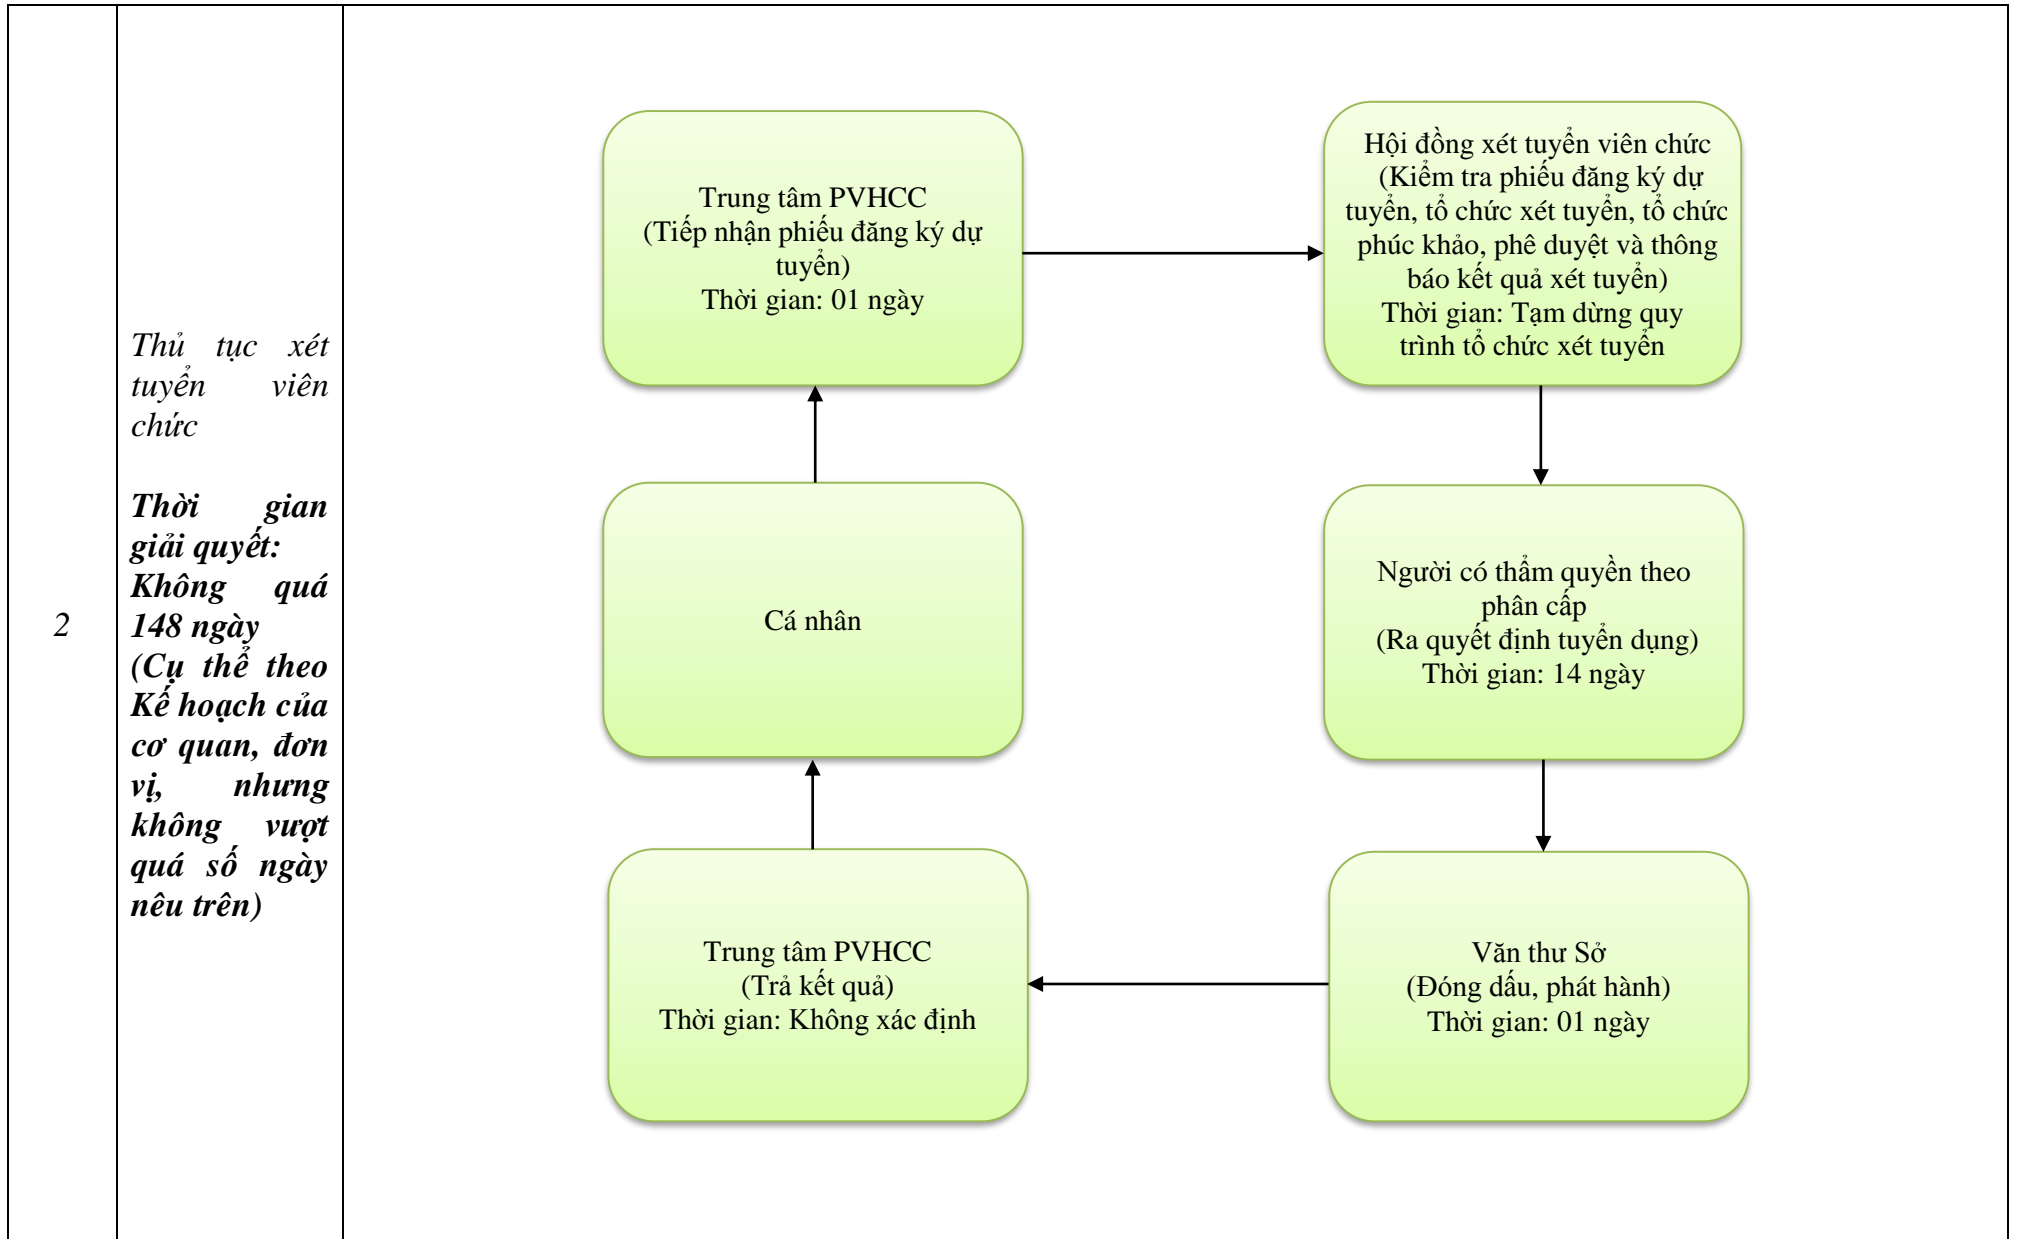 2
Thủ tục xét
tuyển viên
chức
Thời gian
giải quyết:
Không quá
148 ngày
(Cụ thể theo
Kế hoạch của
cơ quan, đơn
vị, nhưng
không vượt
quá số ngày
nêu trên)
Trung tâm PVHCC
(Tiếp nhận phiếu đăng ký dự
tuyển)
Thời gian: 01 ngày
Hội đồng xét tuyển viên chức
(Kiểm tra phiếu đăng ký dự
tuyển, tổ chức xét tuyển, tổ chức
phúc khảo, phê duyệt và thông
báo kết quả xét tuyển)
Thời gian: Tạm dừng quy
trình tổ chức xét tuyển
Cá nhân
Người có thẩm quyền theo
phân cấp
(Ra quyết định tuyển dụng)
Thời gian: 14 ngày
Trung tâm PVHCC
(Trả kết quả)
Thời gian: Không xác định
Văn thư Sở
(Đóng dấu, phát hành)
Thời gian: 01 ngày